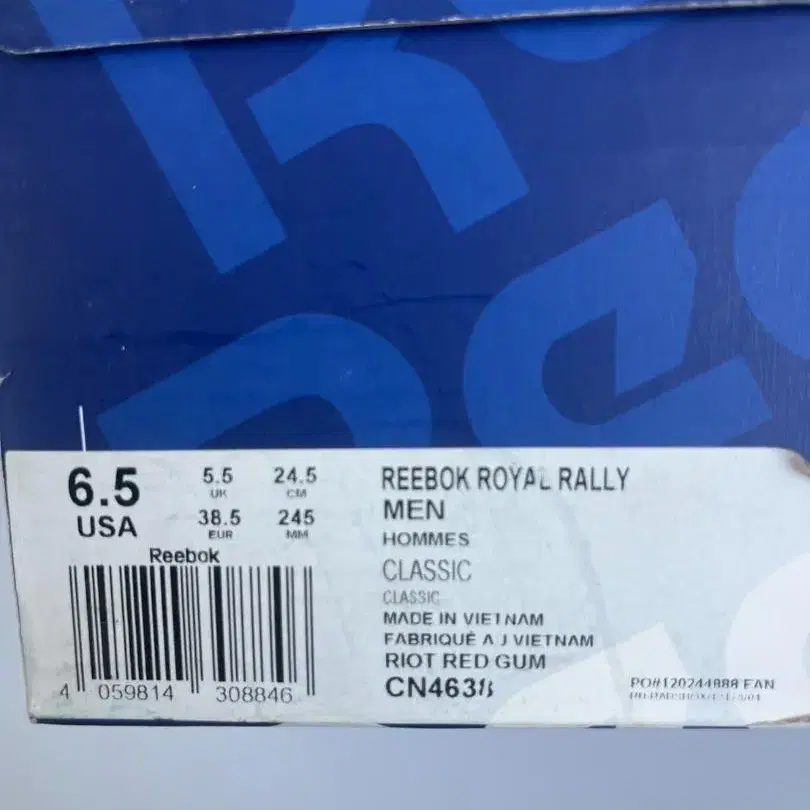 6.5
USA
5.5
UK
24.5
CM
38.5
EUR
245
MM
Reebok
4 059814 308846
REEBOK ROYAL RALLY
MEN
HOMMES
CLASSIC
CLASSIC
MADE IN VIETNAM
FABRIQUÉ A J VIETNAM
RIOT RED GUM
CN4638
PO#120244888 EAN